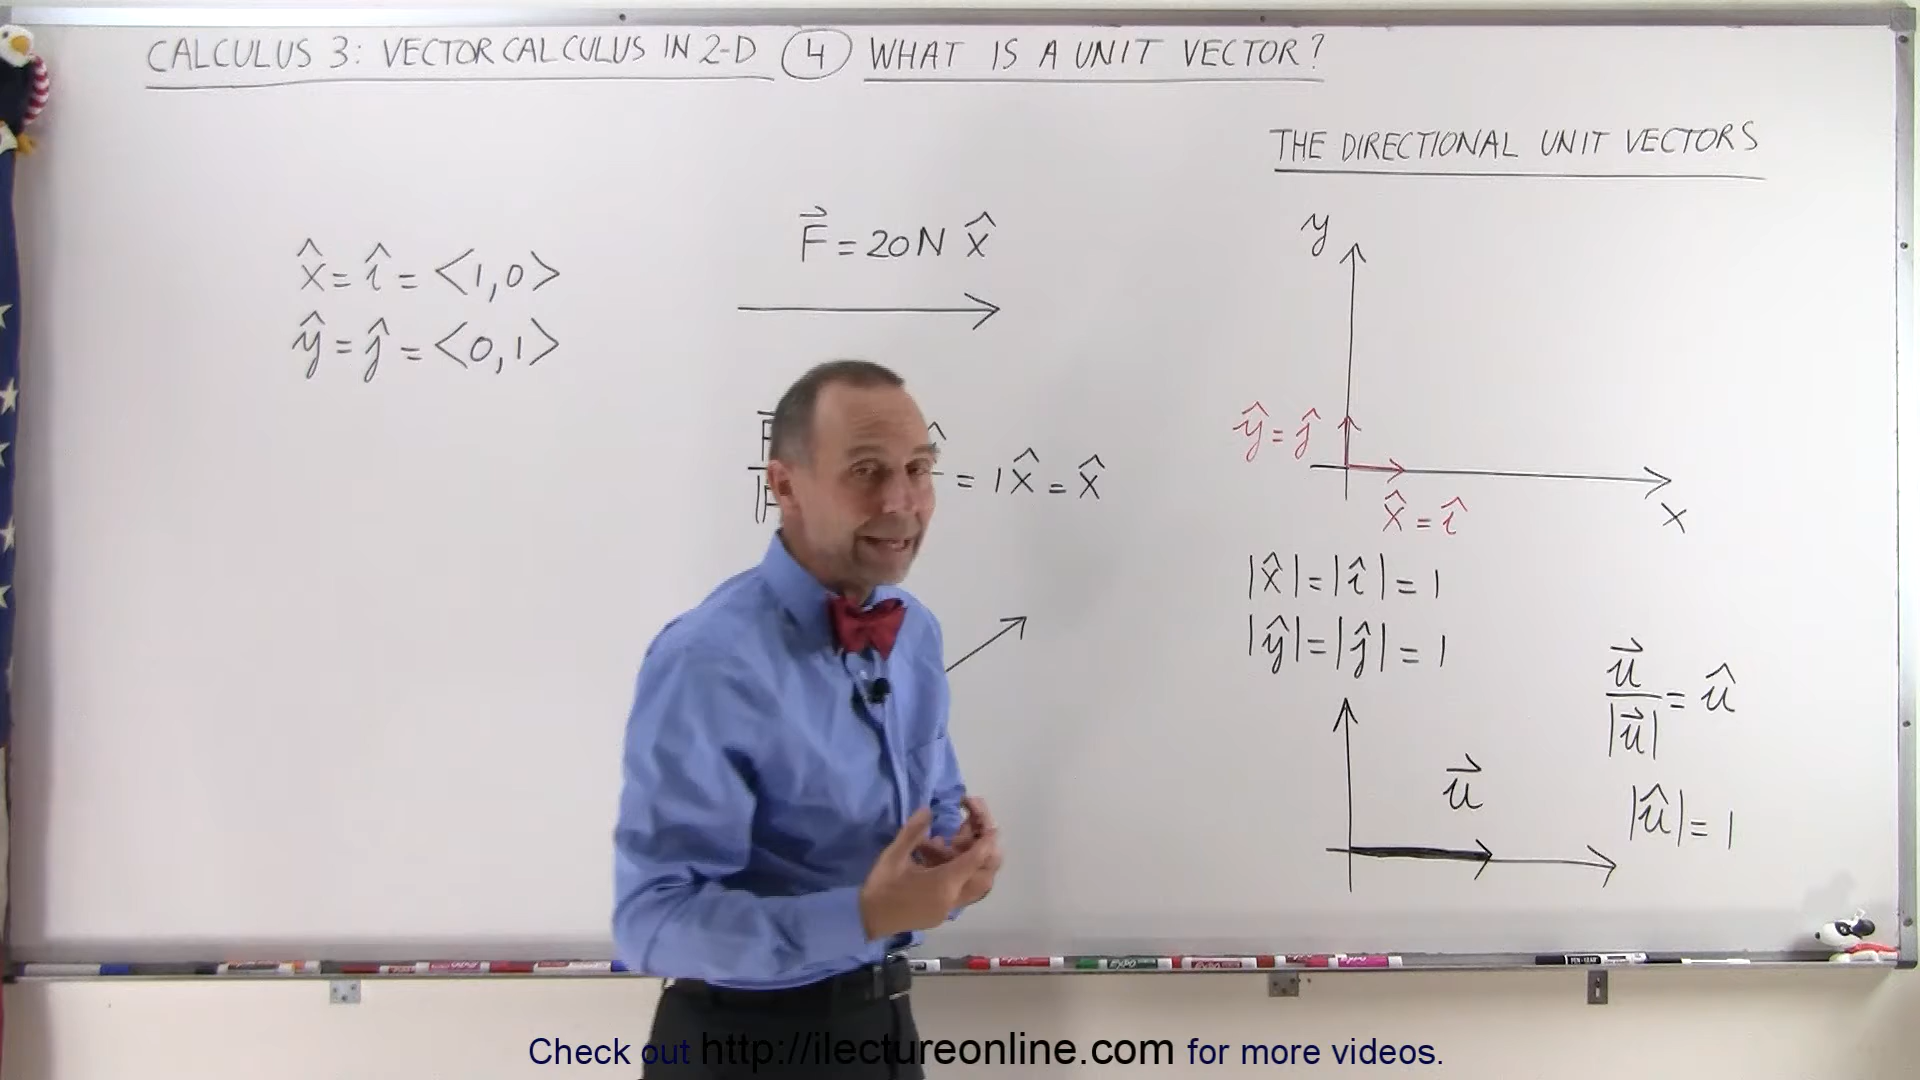 CALCULUS 3: VECTOR CALCULUS IN 2-D ④ WHAT IS A UNIT VECTOR?
THE DIRECTIONAL UNIT VECTORS
x̂ = î = <1,0>
ŷ = ĵ = <0,1>
F⃗ = 20N x̂
= 1x̂ = x̂
y
ŷ = ĵ
x̂ = î
x
|x̂| = |î| = 1
|ŷ| = |ĵ| = 1
u⃗
u⃗/|u⃗| = û
|û| = 1
EXPO
Check out http://ilectureonline.com for more videos.